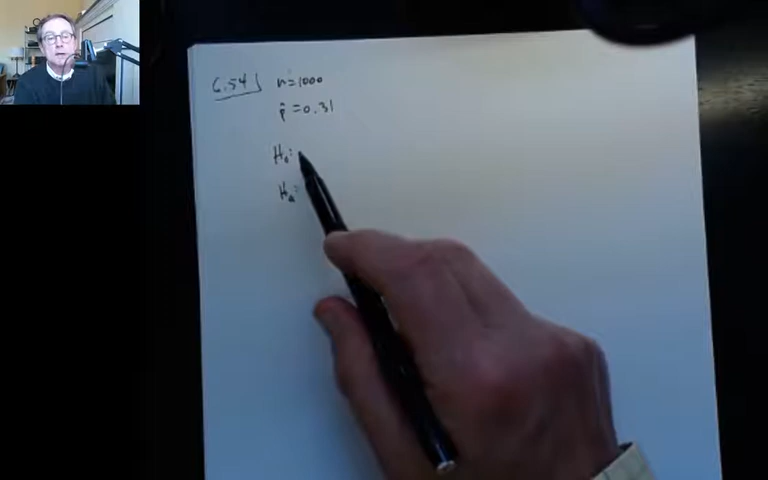 6.54 n=1000
p̂ =0.31
H₀:
Hₐ: